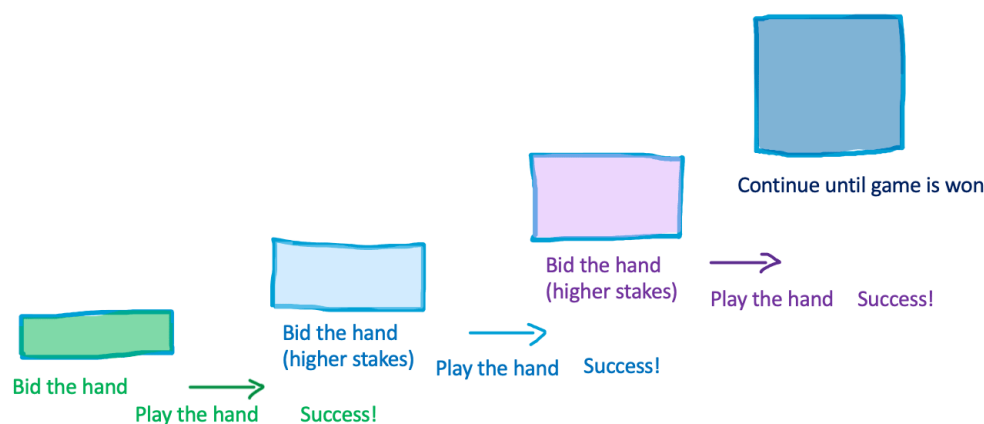 Bid the hand
Play the hand
Success!
Bid the hand
(higher stakes)
Play the hand
Success!
Bid the hand
(higher stakes)
Play the hand
Success!
Continue until game is won